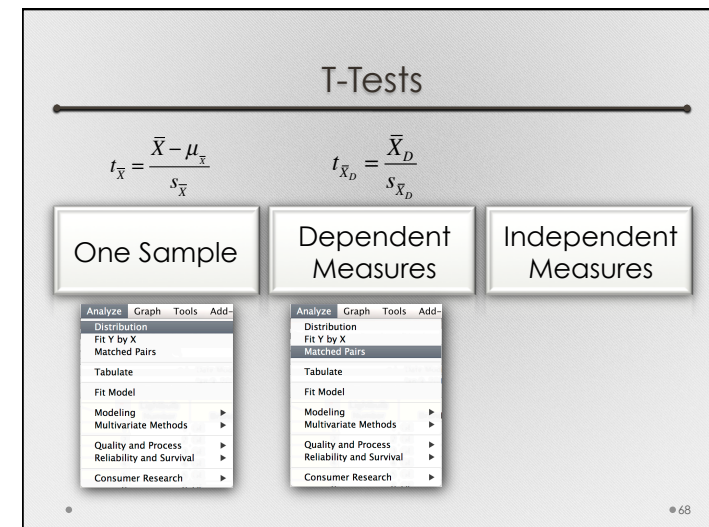 T-Tests
t_X̄ = (X̄ − μ_x̄) / s_X̄
t_X̄_D = X̄_D / s_X̄_D
One Sample
Dependent
Measures
Independent
Measures
Analyze Graph Tools Add-
Distribution
Fit Y by X
Matched Pairs
Tabulate
Fit Model
Modeling
Multivariate Methods
Quality and Process
Reliability and Survival
Consumer Research
Analyze Graph Tools Add-
Distribution
Fit Y by X
Matched Pairs
Tabulate
Fit Model
Modeling
Multivariate Methods
Quality and Process
Reliability and Survival
Consumer Research
68